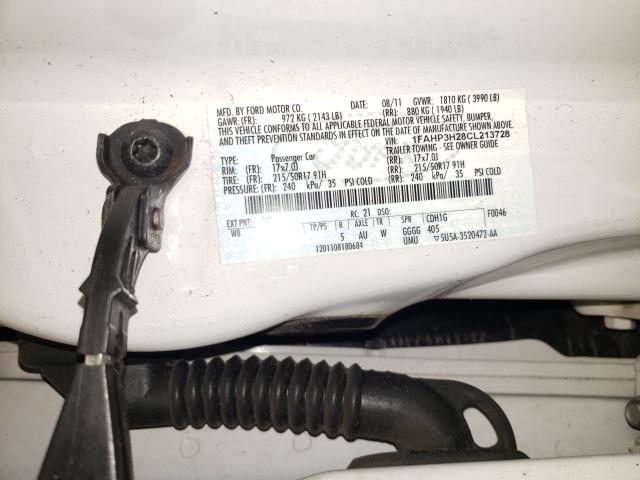 MFD. BY FORD MOTOR CO. DATE: 08/11 GVWR: 1810 KG ( 3990 LB)
GAWR: (FR): 972 KG ( 2143 LB) (RR): 880 KG ( 1940 LB)
THIS VEHICLE CONFORMS TO ALL APPLICABLE FEDERAL MOTOR VEHICLE SAFETY, BUMPER,
AND THEFT PREVENTION STANDARDS IN EFFECT ON THE DATE OF MANUFACTURE SHOWN ABOVE.
VIN: 1FAHP3H28CL213728
TYPE: Passenger Car TRAILER TOWING - SEE OWNER GUIDE
RIM: (FR): 17x7.0J (RR): 17x7.0J
TIRE: (FR): 215/50R17 91H (RR): 215/50R17 91H
PRESSURE: (FR): 240 kPa/ 35 PSI COLD (RR): 240 kPa/ 35 PSI COLD
EXT PNT: RC: 21 DSO: F0046
WB TP/PS R AXLE TR SPR CDH1G
5 AU W GGGG 405
1201108180684 UMU ▽5U5A-3520472-AA